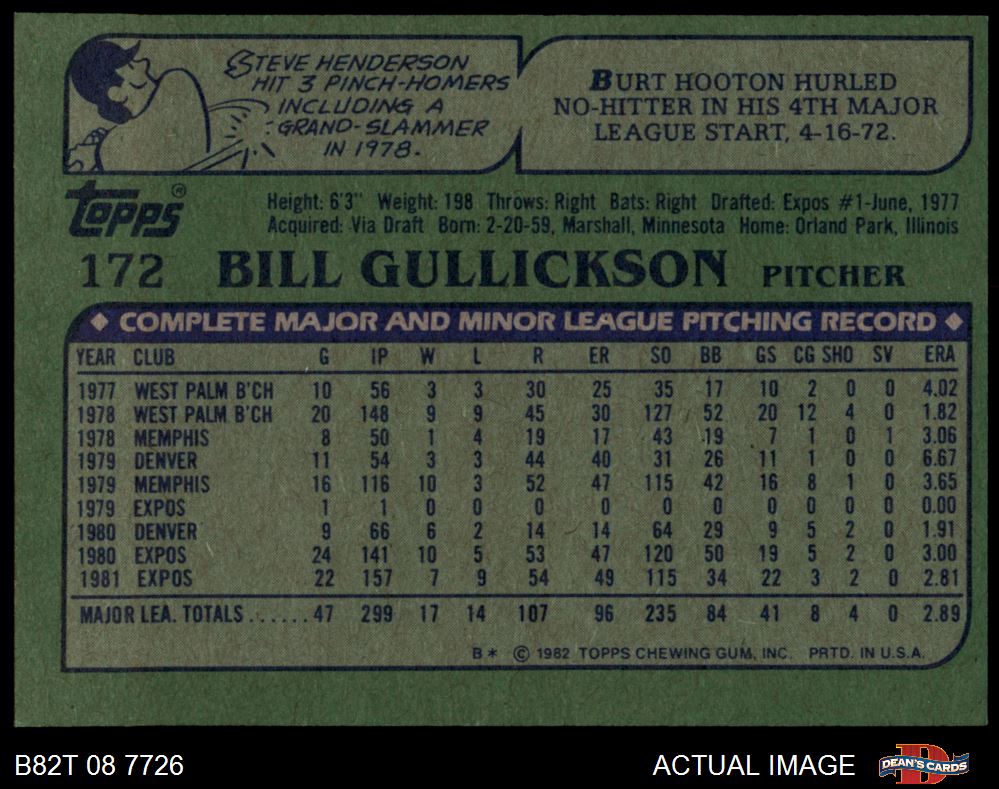 STEVE HENDERSON
HIT 3 PINCH-HOMERS
INCLUDING A
GRAND-SLAMMER
IN 1978.
BURT HOOTON HURLED
NO-HITTER IN HIS 4TH MAJOR
LEAGUE START, 4-16-72.
Topps®
Height: 6'3" Weight: 198 Throws: Right Bats: Right Drafted: Expos #1-June, 1977
Acquired: Via Draft Born: 2-20-59, Marshall, Minnesota Home: Orland Park, Illinois
172 BILL GULLICKSON PITCHER
◆ COMPLETE MAJOR AND MINOR LEAGUE PITCHING RECORD ◆
YEAR CLUB G IP W L R ER SO BB GS CG SHO SV ERA
1977 WEST PALM B'CH 10 56 3 3 30 25 35 17 10 2 0 0 4.02
1978 WEST PALM B'CH 20 148 9 9 45 30 127 52 20 12 4 0 1.82
1978 MEMPHIS 8 50 1 4 19 17 43 19 7 1 0 1 3.06
1979 DENVER 11 54 3 3 44 40 31 26 11 1 0 0 6.67
1979 MEMPHIS 16 116 10 3 52 47 115 42 16 8 1 0 3.65
1979 EXPOS 1 1 0 0 0 0 0 0 0 0 0 0 0.00
1980 DENVER 9 66 6 2 14 14 64 29 9 5 2 0 1.91
1980 EXPOS 24 141 10 5 53 47 120 50 19 5 2 0 3.00
1981 EXPOS 22 157 7 9 54 49 115 34 22 3 2 0 2.81
MAJOR LEA. TOTALS ......47 299 17 14 107 96 235 84 41 8 4 0 2.89
B* © 1982 TOPPS CHEWING GUM, INC. PRTD. IN U.S.A.
B82T 08 7726 ACTUAL IMAGE DEAN'S CARDS